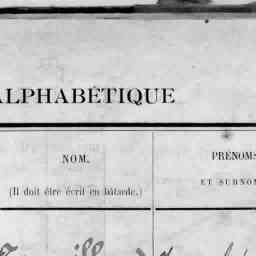 ALPHABÉTIQUE
NOM.
PRÉNOMS
(Il doit être écrit en bâtarde.)
ET SURNOM